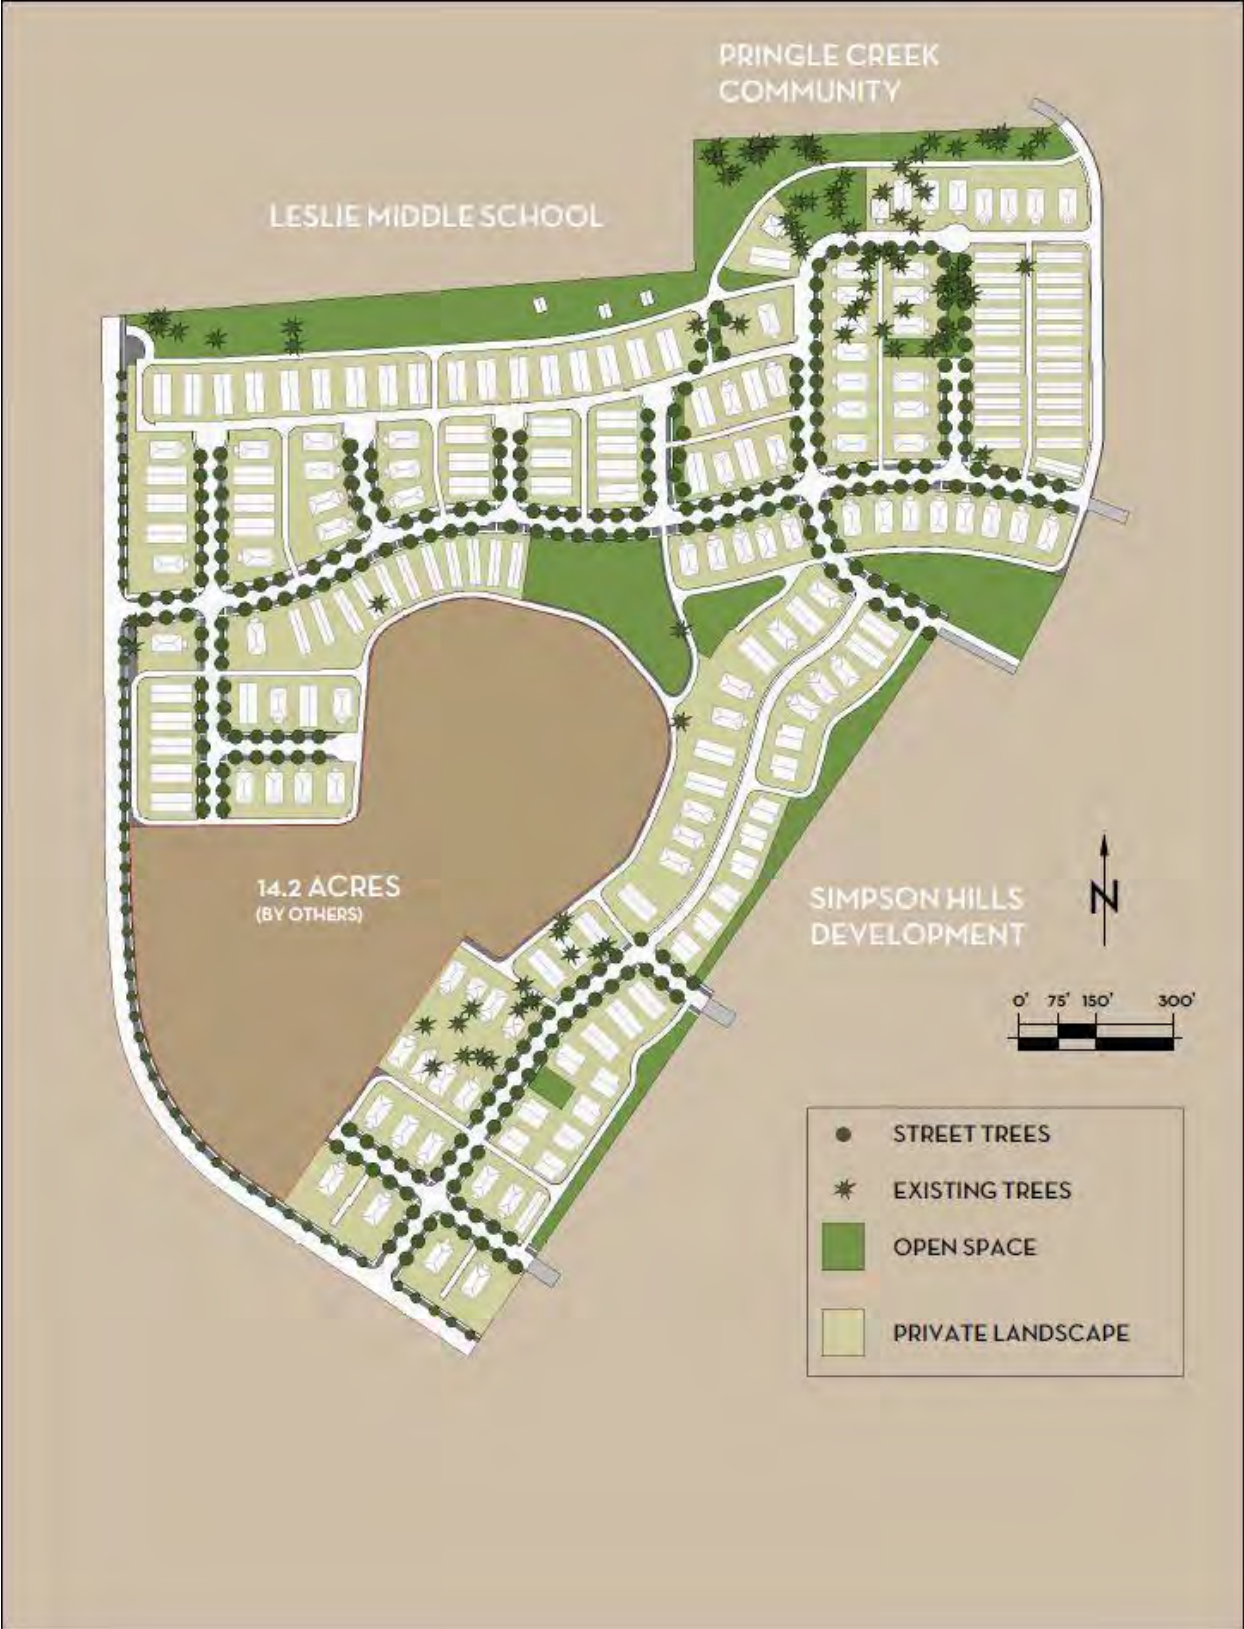 PRINGLE CREEK
COMMUNITY
LESLIE MIDDLE SCHOOL
14.2 ACRES
(BY OTHERS)
SIMPSON HILLS
DEVELOPMENT
N
0' 75' 150' 300'
STREET TREES
EXISTING TREES
OPEN SPACE
PRIVATE LANDSCAPE